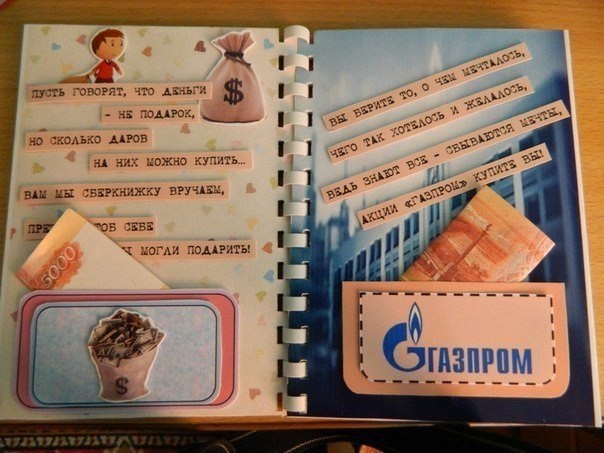 ПУСТЬ ГОВОРЯТ, ЧТО ДЕНЬГИ
- НЕ ПОДАРОК,
НО СКОЛЬКО ДАРОВ
НА НИХ МОЖНО КУПИТЬ...
ВАМ МЫ СБЕРКНИЖКУ ВРУЧАЕМ,
ТОБ СЕБЕ
МОГЛИ ПОДАРИТЬ!
5000
$
$
ВЫ БЕРИТЕ ТО, О ЧЕМ МЕЧТАЛОСЬ,
ЧЕГО ТАК ХОТЕЛОСЬ И ЖЕЛАЛОСЬ,
ВЕДЬ ЗНАЮТ ВСЕ - СБЫВАЮТСЯ МЕЧТЫ,
АКЦИИ «ГАЗПРОМ» КУПИТЕ ВЫ!
ГАЗПРОМ